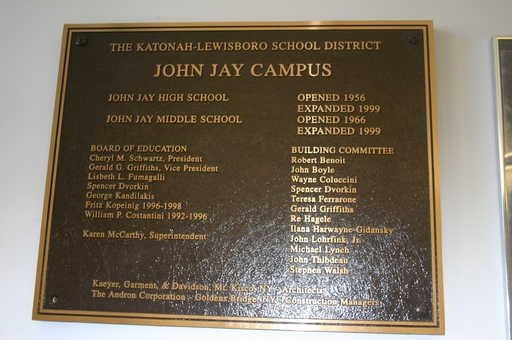 THE KATONAH-LEWISBORO SCHOOL DISTRICT
JOHN JAY CAMPUS
JOHN JAY HIGH SCHOOL OPENED 1956
EXPANDED 1999
JOHN JAY MIDDLE SCHOOL OPENED 1966
EXPANDED 1999
BOARD OF EDUCATION
Cheryl M. Schwartz, President
Gerald G. Griffiths, Vice President
Lisbeth L. Fumagalli
Spencer Dvorkin
George Kandilakis
Fritz Kopeinig 1996-1998
William P. Costantini 1992-1996
Karen McCarthy, Superintendent
BUILDING COMMITTEE
Robert Benoit
John Boyle
Wayne Coluccini
Spencer Dvorkin
Teresa Ferrarone
Gerald Griffiths
Re Hagele
Ilana Harwayne-Gidansky
John Lohrfink, Jr.
Michael Lynch
John Thibdeau
Stephen Walsh
Kaeyer, Garment, & Davidson, Mt. Kisco, NY - Architects
The Andron Corporation - Goldens Bridge, NY - Construction Managers